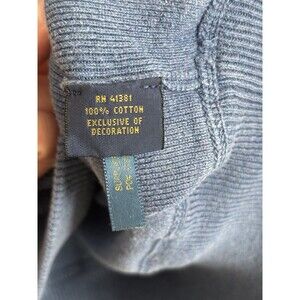 RN 41381
100% COTTON
EXCLUSIVE OF
DECORATION